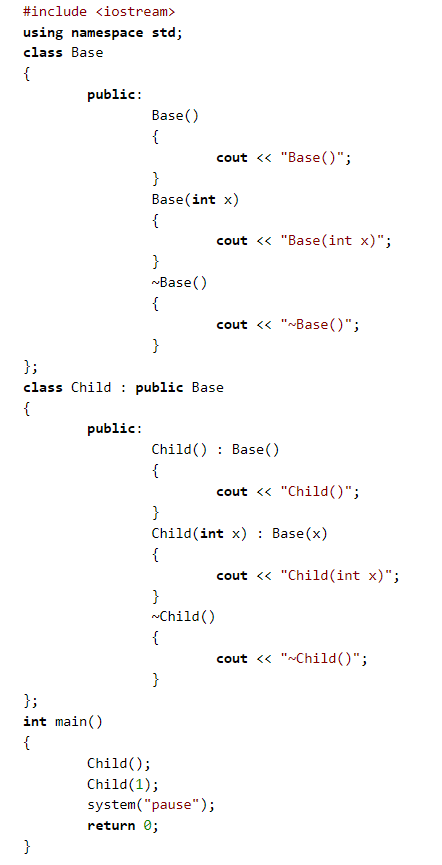 #include <iostream>
using namespace std;
class Base
{
        public:
                Base()
                {
                        cout << "Base()";
                }
                Base(int x)
                {
                        cout << "Base(int x)";
                }
                ~Base()
                {
                        cout << "~Base()";
                }
};
class Child : public Base
{
        public:
                Child() : Base()
                {
                        cout << "Child()";
                }
                Child(int x) : Base(x)
                {
                        cout << "Child(int x)";
                }
                ~Child()
                {
                        cout << "~Child()";
                }
};
int main()
{
        Child();
        Child(1);
        system("pause");
        return 0;
}